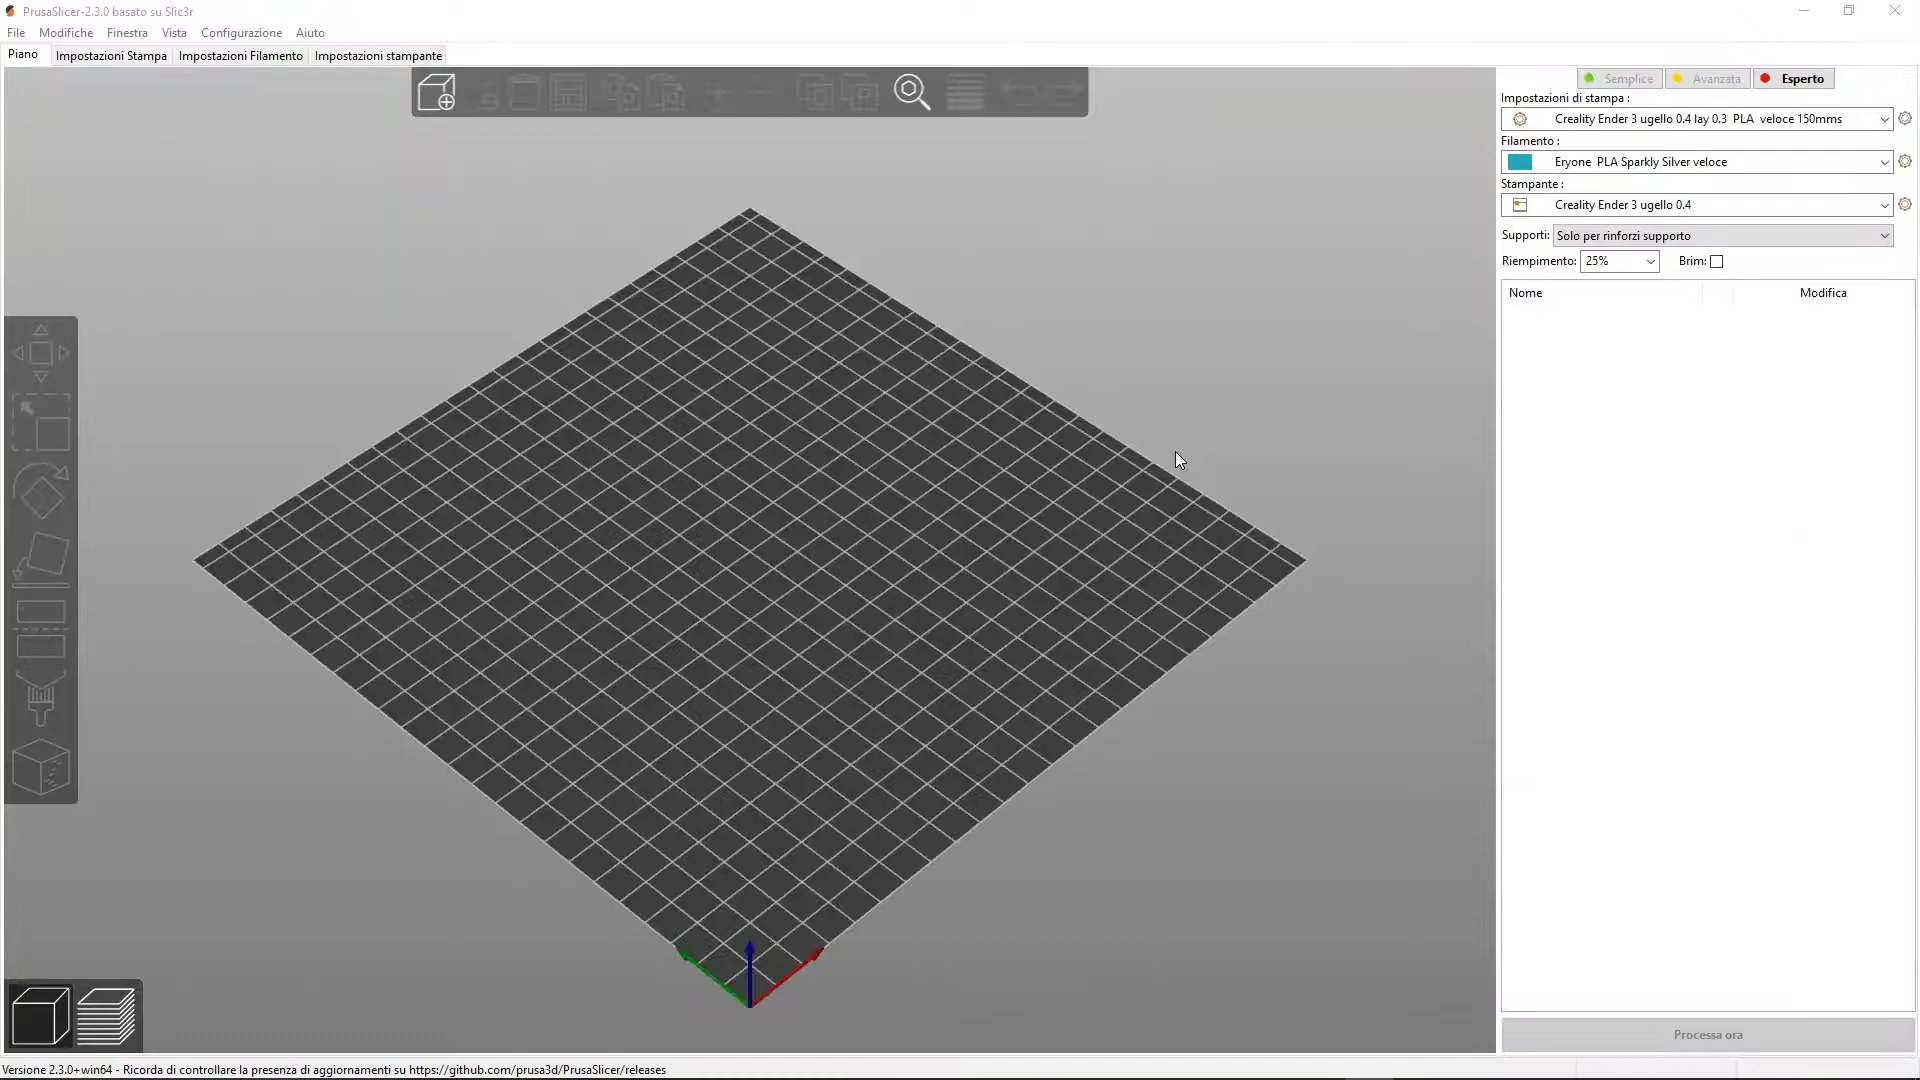 PrusaSlicer-2.3.0 basato su Slic3r
File Modifiche Finestra Vista Configurazione Aiuto
Piano Impostazioni Stampa Impostazioni Filamento Impostazioni stampante
Semplice Avanzata Esperto
Impostazioni di stampa :
Creality Ender 3 ugello 0.4 lay 0.3 PLA veloce 150mms
Filamento :
Eryone PLA Sparkly Silver veloce
Stampante :
Creality Ender 3 ugello 0.4
Supporti: Solo per rinforzi supporto
Riempimento: 25% Brim:
Nome Modifica
Processa ora
Versione 2.3.0+win64 - Ricorda di controllare la presenza di aggiornamenti su https://github.com/prusa3d/PrusaSlicer/releases